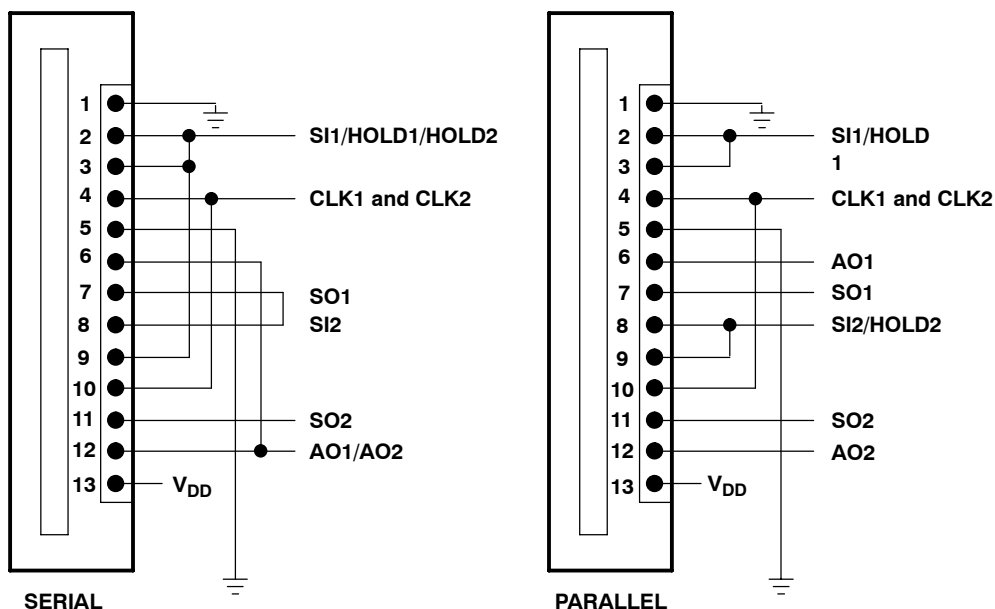 1
2 SI1/HOLD1/HOLD2
3
4 CLK1 and CLK2
5
6
7 SO1
8 SI2
9
10
11 SO2
12 AO1/AO2
13 VDD
SERIAL
1
2 SI1/HOLD
3 1
4 CLK1 and CLK2
5
6 AO1
7 SO1
8 SI2/HOLD2
9
10
11 SO2
12 AO2
13 VDD
PARALLEL